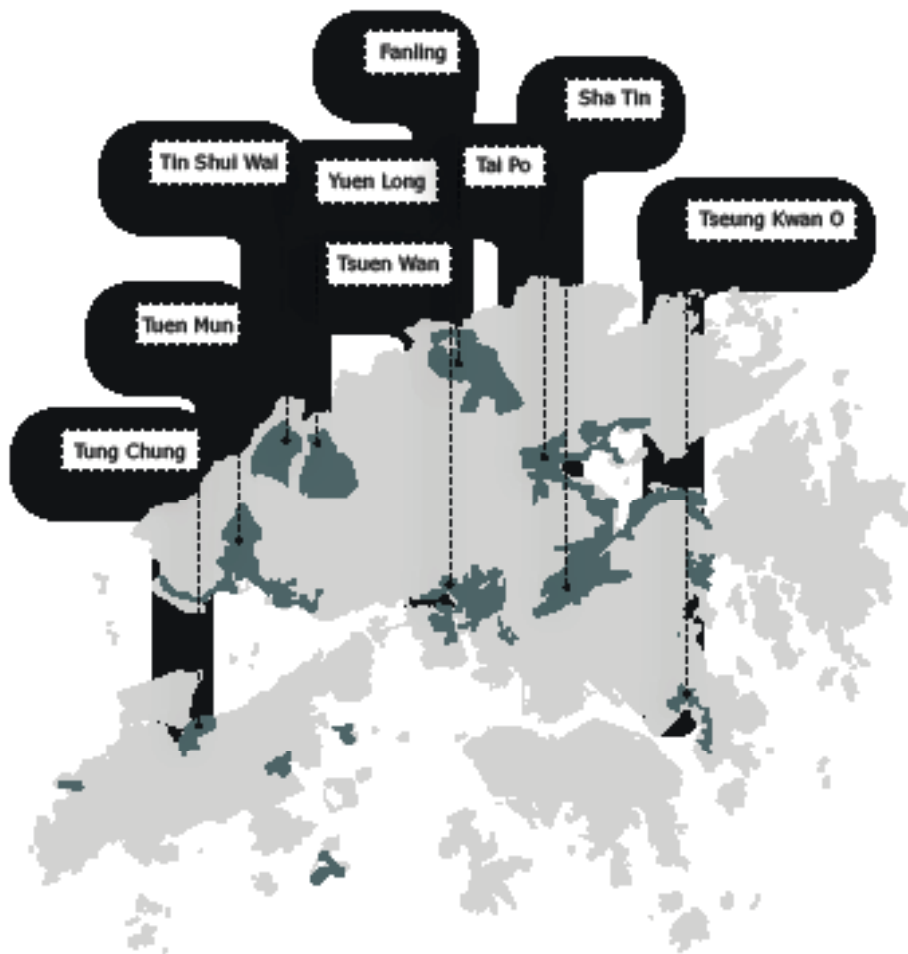 Fanling
Sha Tin
Tin Shui Wai
Yuen Long
Tai Po
Tseung Kwan O
Tsuen Wan
Tuen Mun
Tung Chung